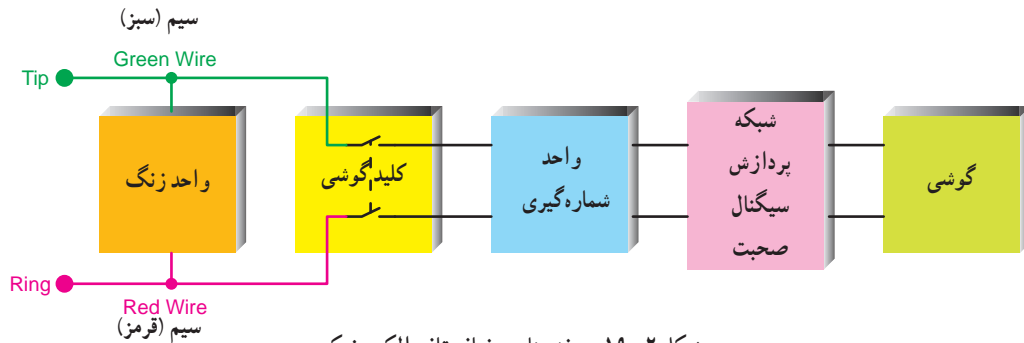 سیم (سبز)
Green Wire
Tip
واحد زنگ
کلید گوشی
واحد
شماره‌گیری
شبکه
پردازش
سیگنال
صحبت
گوشی
Ring
Red Wire
سیم (قرمز)